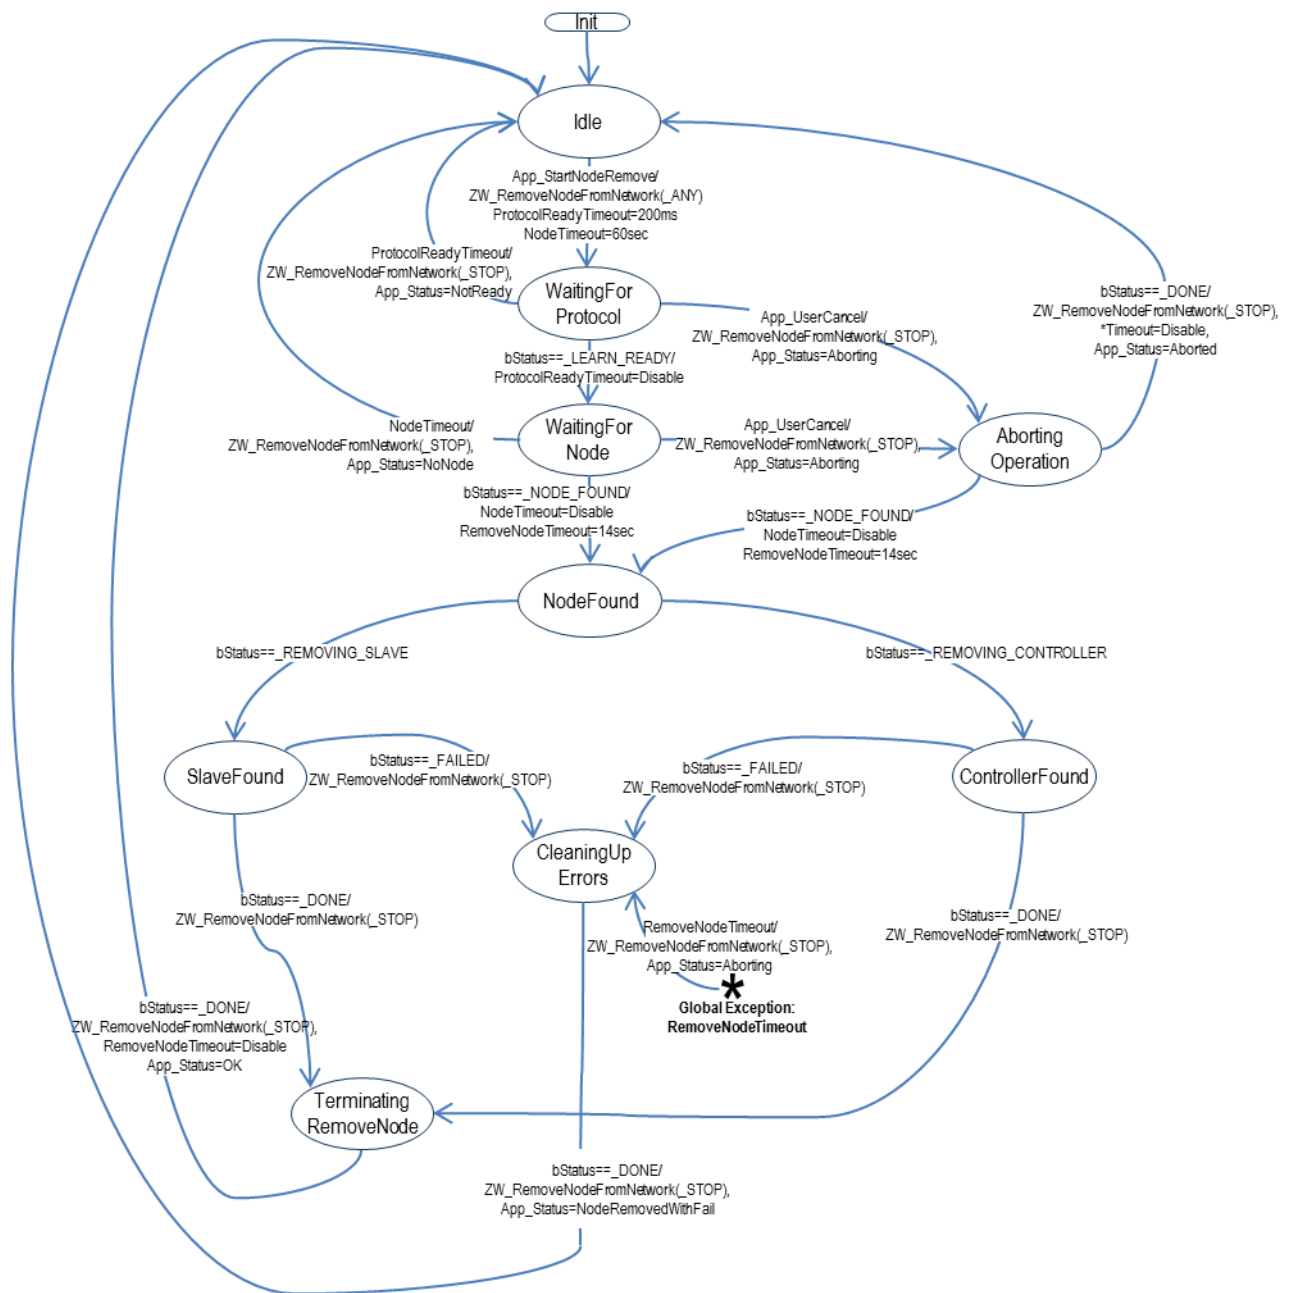 Init
Idle
App_StartNodeRemove/
ZW_RemoveNodeFromNetwork(_ANY)
ProtocolReadyTimeout=200ms
NodeTimeout=60sec
ProtocolReadyTimeout/
ZW_RemoveNodeFromNetwork(_STOP),
App_Status=NotReady
WaitingFor
Protocol
App_UserCancel/
ZW_RemoveNodeFromNetwork(_STOP),
App_Status=Aborting
bStatus==_DONE/
ZW_RemoveNodeFromNetwork(_STOP),
*Timeout=Disable,
App_Status=Aborted
bStatus==_LEARN_READY/
ProtocolReadyTimeout=Disable
NodeTimeout/
ZW_RemoveNodeFromNetwork(_STOP),
App_Status=NoNode
WaitingFor
Node
App_UserCancel/
ZW_RemoveNodeFromNetwork(_STOP),
App_Status=Aborting
Aborting
Operation
bStatus==_NODE_FOUND/
NodeTimeout=Disable
RemoveNodeTimeout=14sec
bStatus==_NODE_FOUND/
NodeTimeout=Disable
RemoveNodeTimeout=14sec
NodeFound
bStatus==_REMOVING_SLAVE
bStatus==_REMOVING_CONTROLLER
SlaveFound
bStatus==_FAILED/
ZW_RemoveNodeFromNetwork(_STOP)
bStatus==_FAILED/
ZW_RemoveNodeFromNetwork(_STOP)
ControllerFound
CleaningUp
Errors
bStatus==_DONE/
ZW_RemoveNodeFromNetwork(_STOP)
RemoveNodeTimeout/
ZW_RemoveNodeFromNetwork(_STOP),
App_Status=Aborting
*
Global Exception:
RemoveNodeTimeout
bStatus==_DONE/
ZW_RemoveNodeFromNetwork(_STOP)
bStatus==_DONE/
ZW_RemoveNodeFromNetwork(_STOP),
RemoveNodeTimeout=Disable
App_Status=OK
Terminating
RemoveNode
bStatus==_DONE/
ZW_RemoveNodeFromNetwork(_STOP),
App_Status=NodeRemovedWithFail